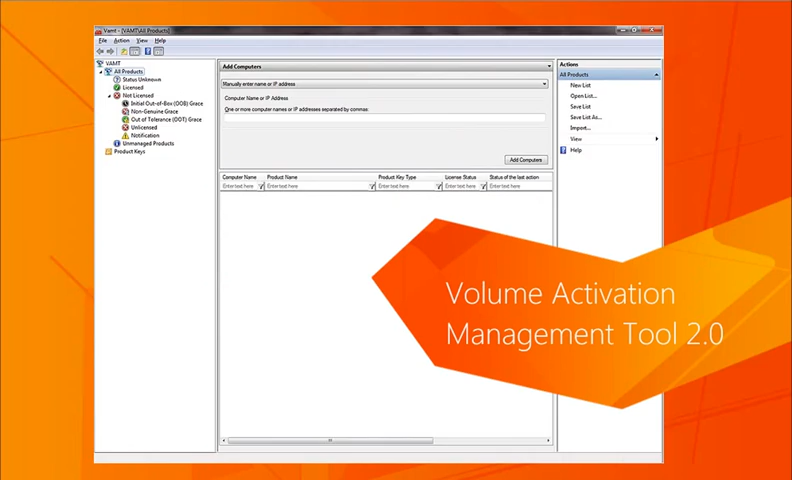 Vamt - [VAMT\All Products]
File Action View Help
VAMT
All Products
Status Unknown
Licensed
Not Licensed
Initial Out-of-Box (OOB) Grace
Non-Genuine Grace
Out of Tolerance (OOT) Grace
Unlicensed
Notification
Unmanaged Products
Product Keys
Add Computers
Manually enter name or IP address
Computer Name or IP Address
One or more computer names or IP addresses separated by commas:
Add Computers
Computer Name Product Name Product Key Type License Status Status of the last action
Enter text here Enter text here Enter text here Enter text here Enter text here
Actions
All Products
New List
Open List...
Save List
Save List As...
Import...
View
Help
Volume Activation
Management Tool 2.0